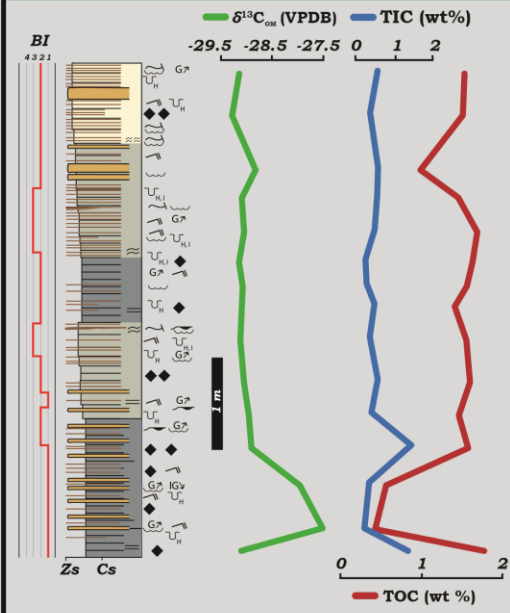 δ¹³C_OM (VPDB) TIC (wt%)
BI
4 3 2 1
-29.5 -28.5 -27.5 0 1 2
G
H
H
H, I
G
H, I
H, I
G
H
H, I
H
G
1 m
G
H
G
G IG
H
G
H
Zs Cs
0 1 2
TOC (wt %)